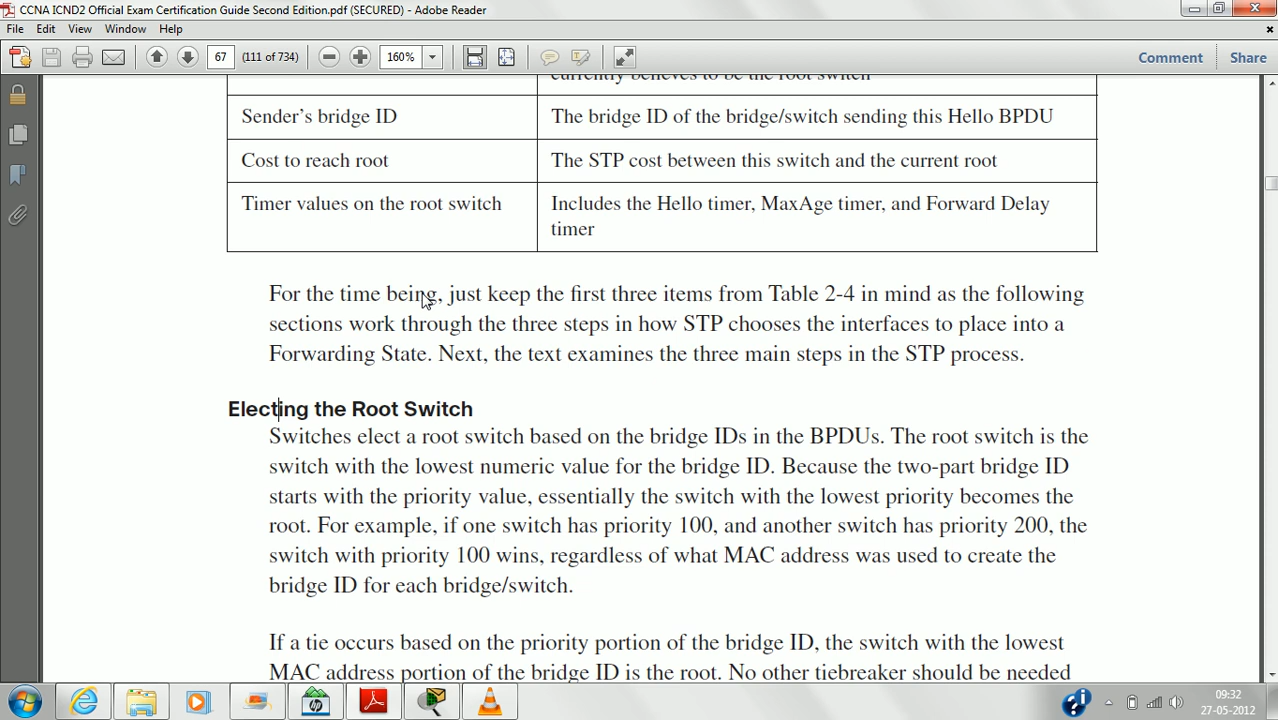 CCNA ICND2 Official Exam Certification Guide Second Edition.pdf (SECURED) - Adobe Reader
File Edit View Window Help
67 (111 of 734) 160% Comment Share
currently believes to be the root switch
Sender's bridge ID The bridge ID of the bridge/switch sending this Hello BPDU
Cost to reach root The STP cost between this switch and the current root
Timer values on the root switch Includes the Hello timer, MaxAge timer, and Forward Delay
timer
For the time being, just keep the first three items from Table 2-4 in mind as the following
sections work through the three steps in how STP chooses the interfaces to place into a
Forwarding State. Next, the text examines the three main steps in the STP process.
Electing the Root Switch
Switches elect a root switch based on the bridge IDs in the BPDUs. The root switch is the
switch with the lowest numeric value for the bridge ID. Because the two-part bridge ID
starts with the priority value, essentially the switch with the lowest priority becomes the
root. For example, if one switch has priority 100, and another switch has priority 200, the
switch with priority 100 wins, regardless of what MAC address was used to create the
bridge ID for each bridge/switch.
If a tie occurs based on the priority portion of the bridge ID, the switch with the lowest
MAC address portion of the bridge ID is the root. No other tiebreaker should be needed
09:32
27-05-2012